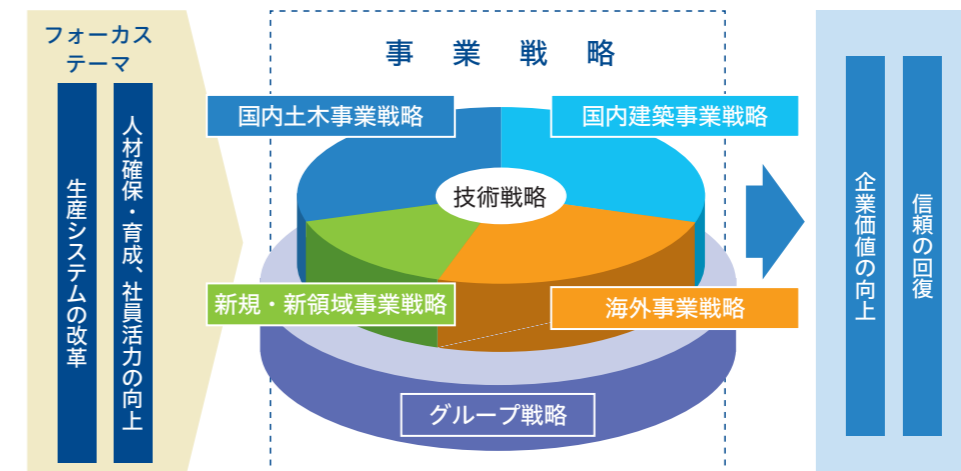 フォーカス
テーマ
生産システムの改革
人材確保・育成、社員活力の向上
事業戦略
国内土木事業戦略
国内建築事業戦略
技術戦略
新規・新領域事業戦略
海外事業戦略
グループ戦略
企業価値の向上
信頼の回復